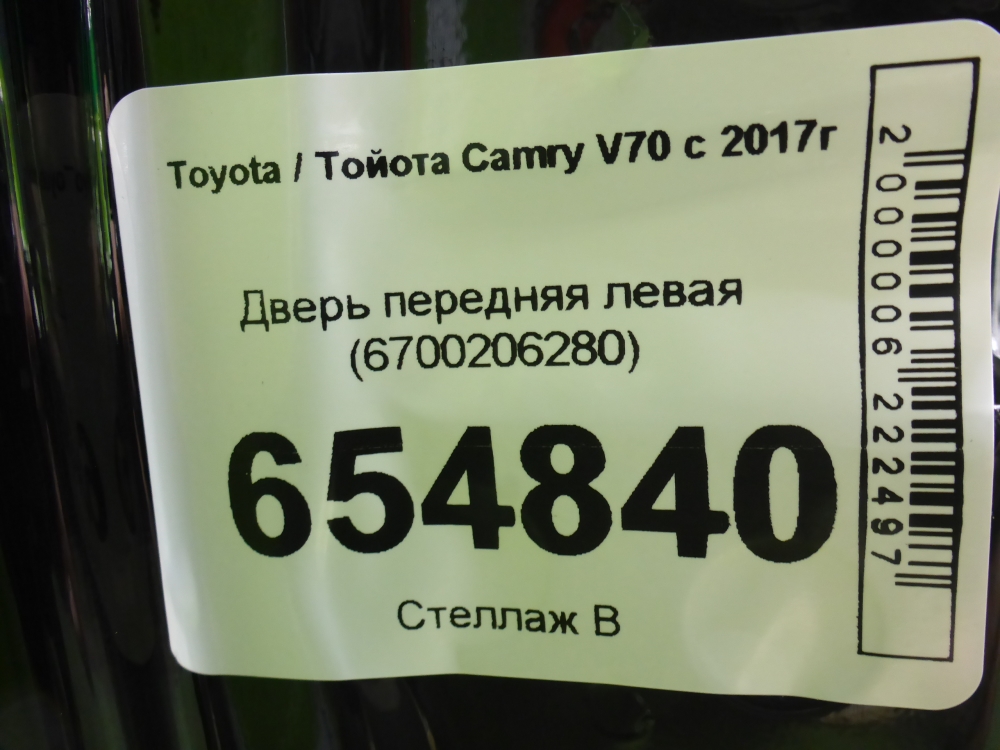 Toyota / Тойота Camry V70 с 2017г
Дверь передняя левая
(6700206280)
654840
Стеллаж В
2000006222497